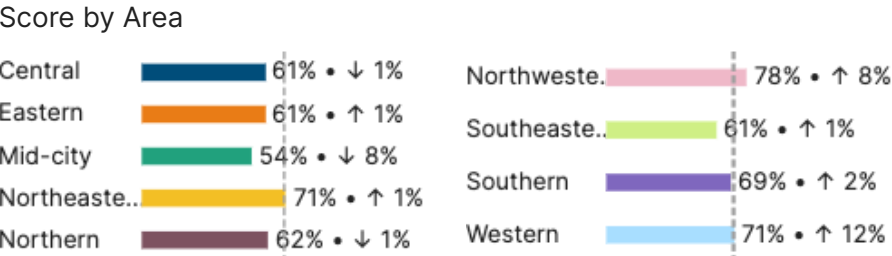 Score by Area
Central 61% • ↓ 1%
Eastern 61% • ↑ 1%
Mid-city 54% • ↓ 8%
Northeaste... 71% • ↑ 1%
Northern 62% • ↓ 1%
Northweste... 78% • ↑ 8%
Southeaste... 61% • ↑ 1%
Southern 69% • ↑ 2%
Western 71% • ↑ 12%